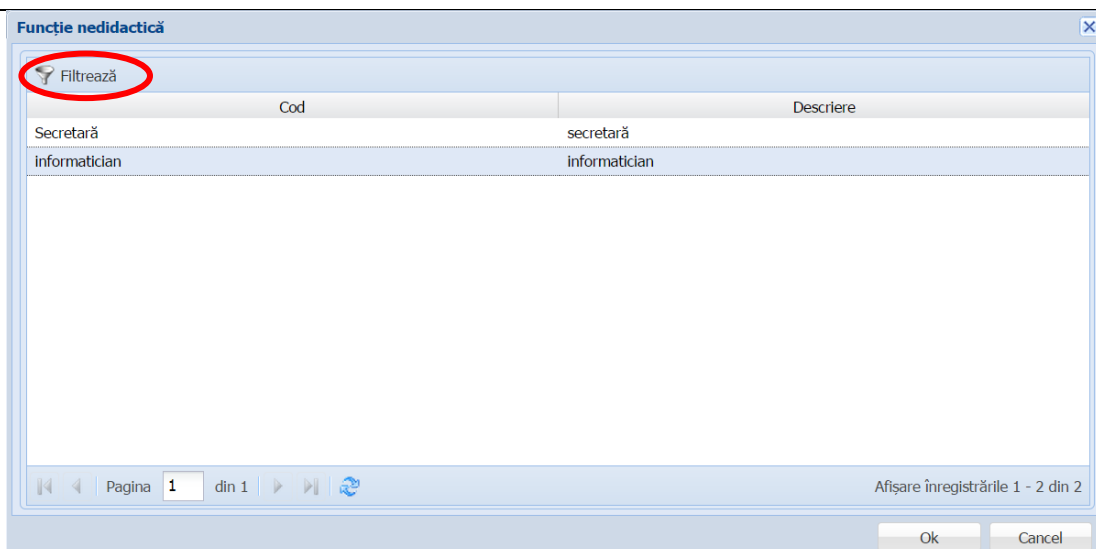 Funcție nedidactică
Filtrează
Cod Descriere
Secretară secretară
informatician informatician
Pagina 1 din 1 Afișare înregistrările 1 - 2 din 2
Ok Cancel